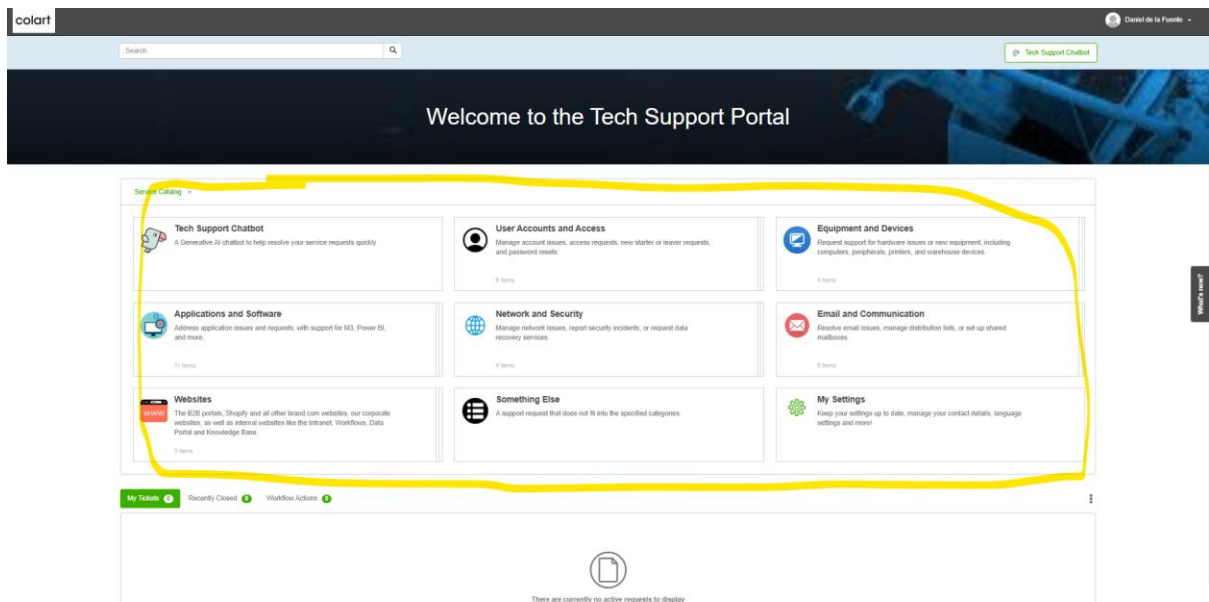 colart
Daniel de la Fuente
Search
Tech Support Chatbot
Welcome to the Tech Support Portal
Service Catalog
Tech Support Chatbot
A Generative AI chatbot to help resolve your service requests quickly
User Accounts and Access
Manage account issues, access requests, new starter or leaver requests,
and password resets.
Items
Equipment and Devices
Request support for hardware issues or new equipment, including
computers, peripherals, printers, and warehouse devices.
4 Items
Applications and Software
Address application issues and requests, with support for M3, Power BI,
and more.
11 Items
Network and Security
Manage network issues, report security incidents, or request data
recovery services.
4 Items
Email and Communication
Resolve email issues, manage distribution lists, or set up shared
mailboxes.
5 Items
WWW
Websites
The B2B portals, Shopify and all other brand.com websites, our corporate
websites, as well as internal websites like the Intranet, Workflows, Data
Portal and Knowledge Base.
3 Items
Something Else
A support request that does not fit into the specified categories.
My Settings
Keep your settings up to date, manage your contact details, language
settings and more!
What's new?
My Tickets 0
Recently Closed 0
Workflow Actions 0
There are currently no active requests to display